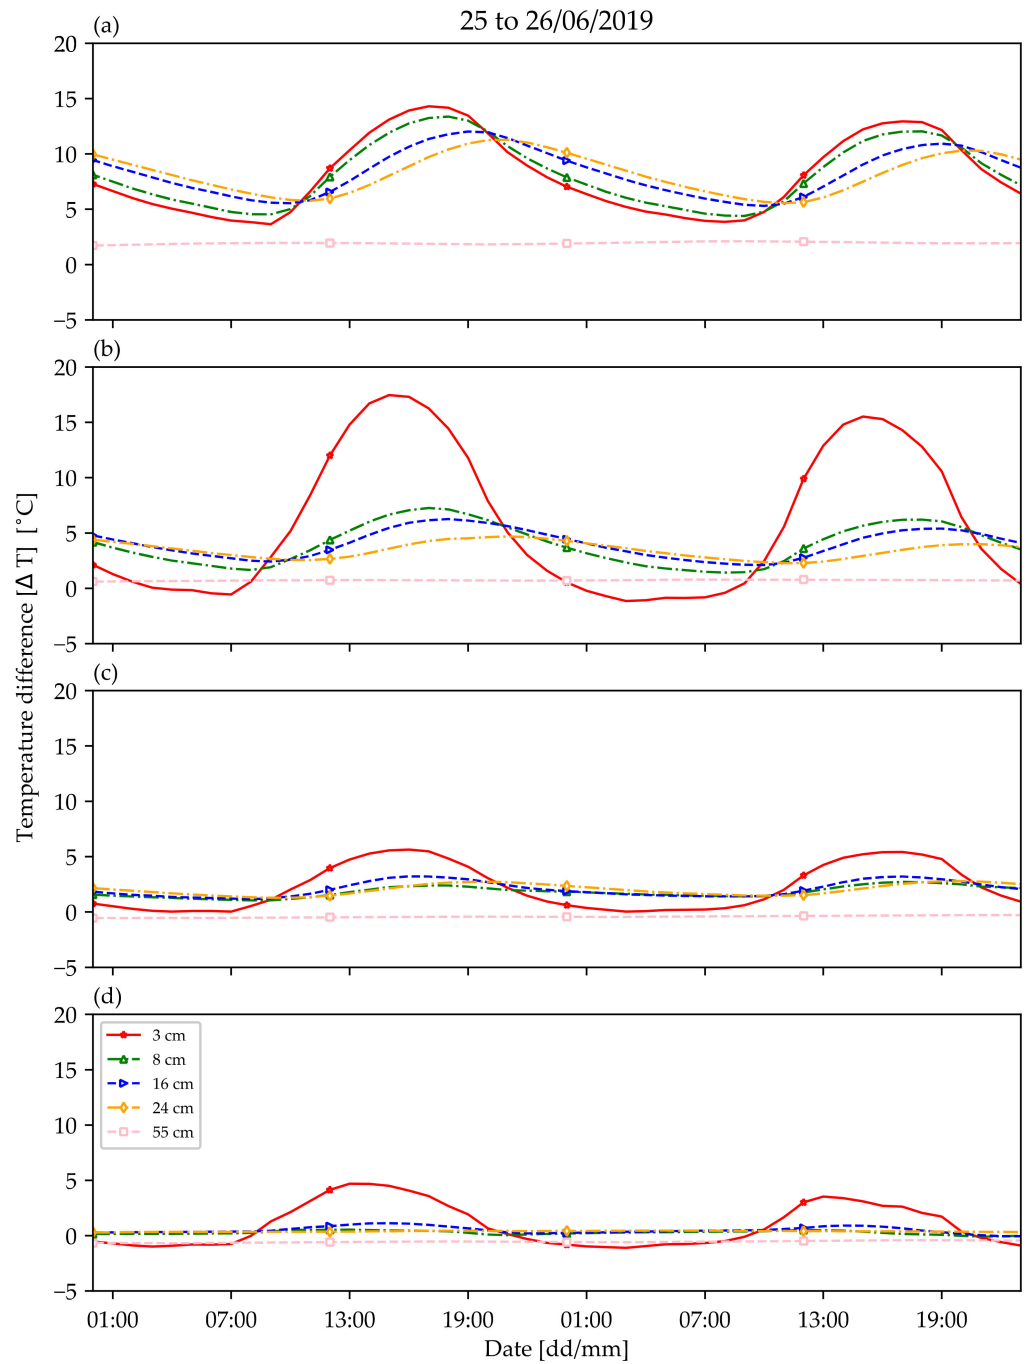 25 to 26/06/2019
(a)
20
15
10
5
0
−5
(b)
20
15
10
5
0
−5
Temperature difference [Δ T] [°C]
(c)
20
15
10
5
0
−5
(d)
20
15
10
5
0
−5
3 cm
8 cm
16 cm
24 cm
55 cm
01:00 07:00 13:00 19:00 01:00 07:00 13:00 19:00
Date [dd/mm]